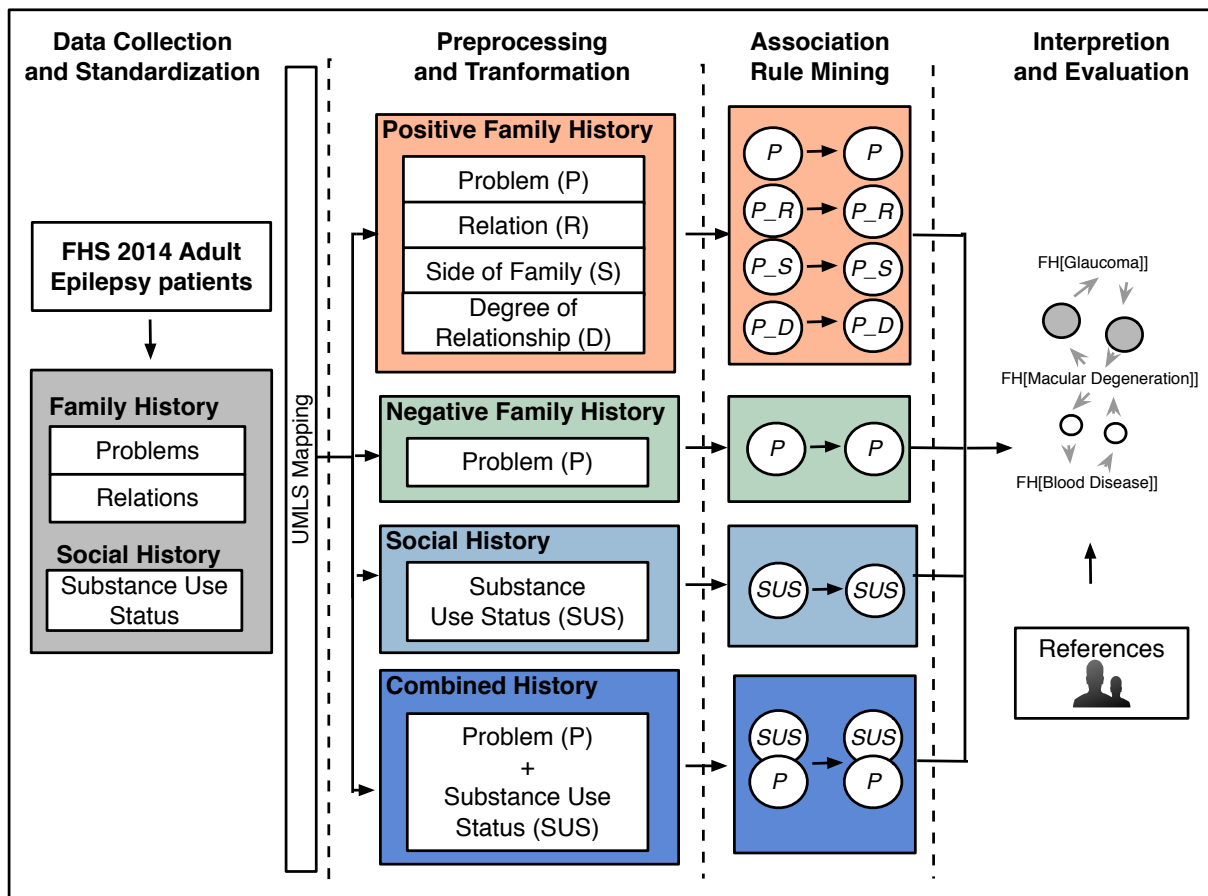 Data Collection
and Standardization
FHS 2014 Adult
Epilepsy patients
Family History
Problems
Relations
Social History
Substance Use
Status
UMLS Mapping
Preprocessing
and Tranformation
Positive Family History
Problem (P)
Relation (R)
Side of Family (S)
Degree of
Relationship (D)
Negative Family History
Problem (P)
Social History
Substance
Use Status (SUS)
Combined History
Problem (P)
+
Substance Use
Status (SUS)
Association
Rule Mining
P P
P_R P_R
P_S P_S
P_D P_D
P P
SUS SUS
SUS SUS
P P
Interpretion
and Evaluation
FH[Glaucoma]]
FH[Macular Degeneration]]
FH[Blood Disease]]
References